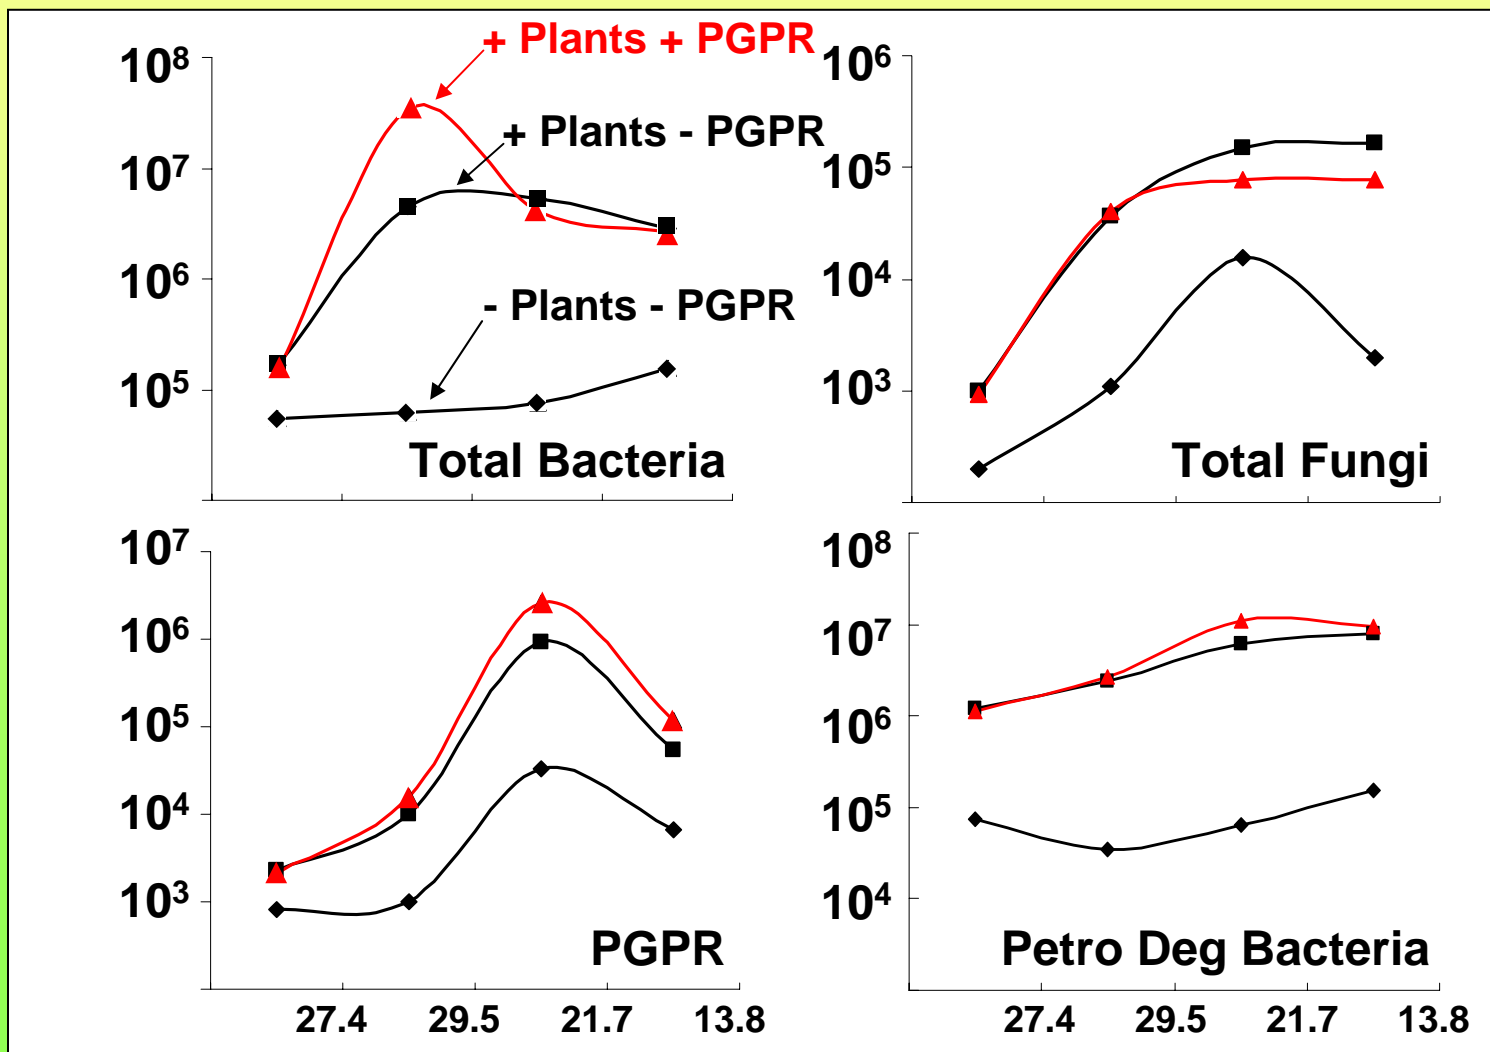 + Plants + PGPR
+ Plants - PGPR
- Plants - PGPR
10⁸
10⁷
10⁶
10⁵
Total Bacteria
10⁶
10⁵
10⁴
10³
Total Fungi
10⁷
10⁶
10⁵
10⁴
10³
PGPR
27.4 29.5 21.7 13.8
10⁸
10⁷
10⁶
10⁵
10⁴
Petro Deg Bacteria
27.4 29.5 21.7 13.8